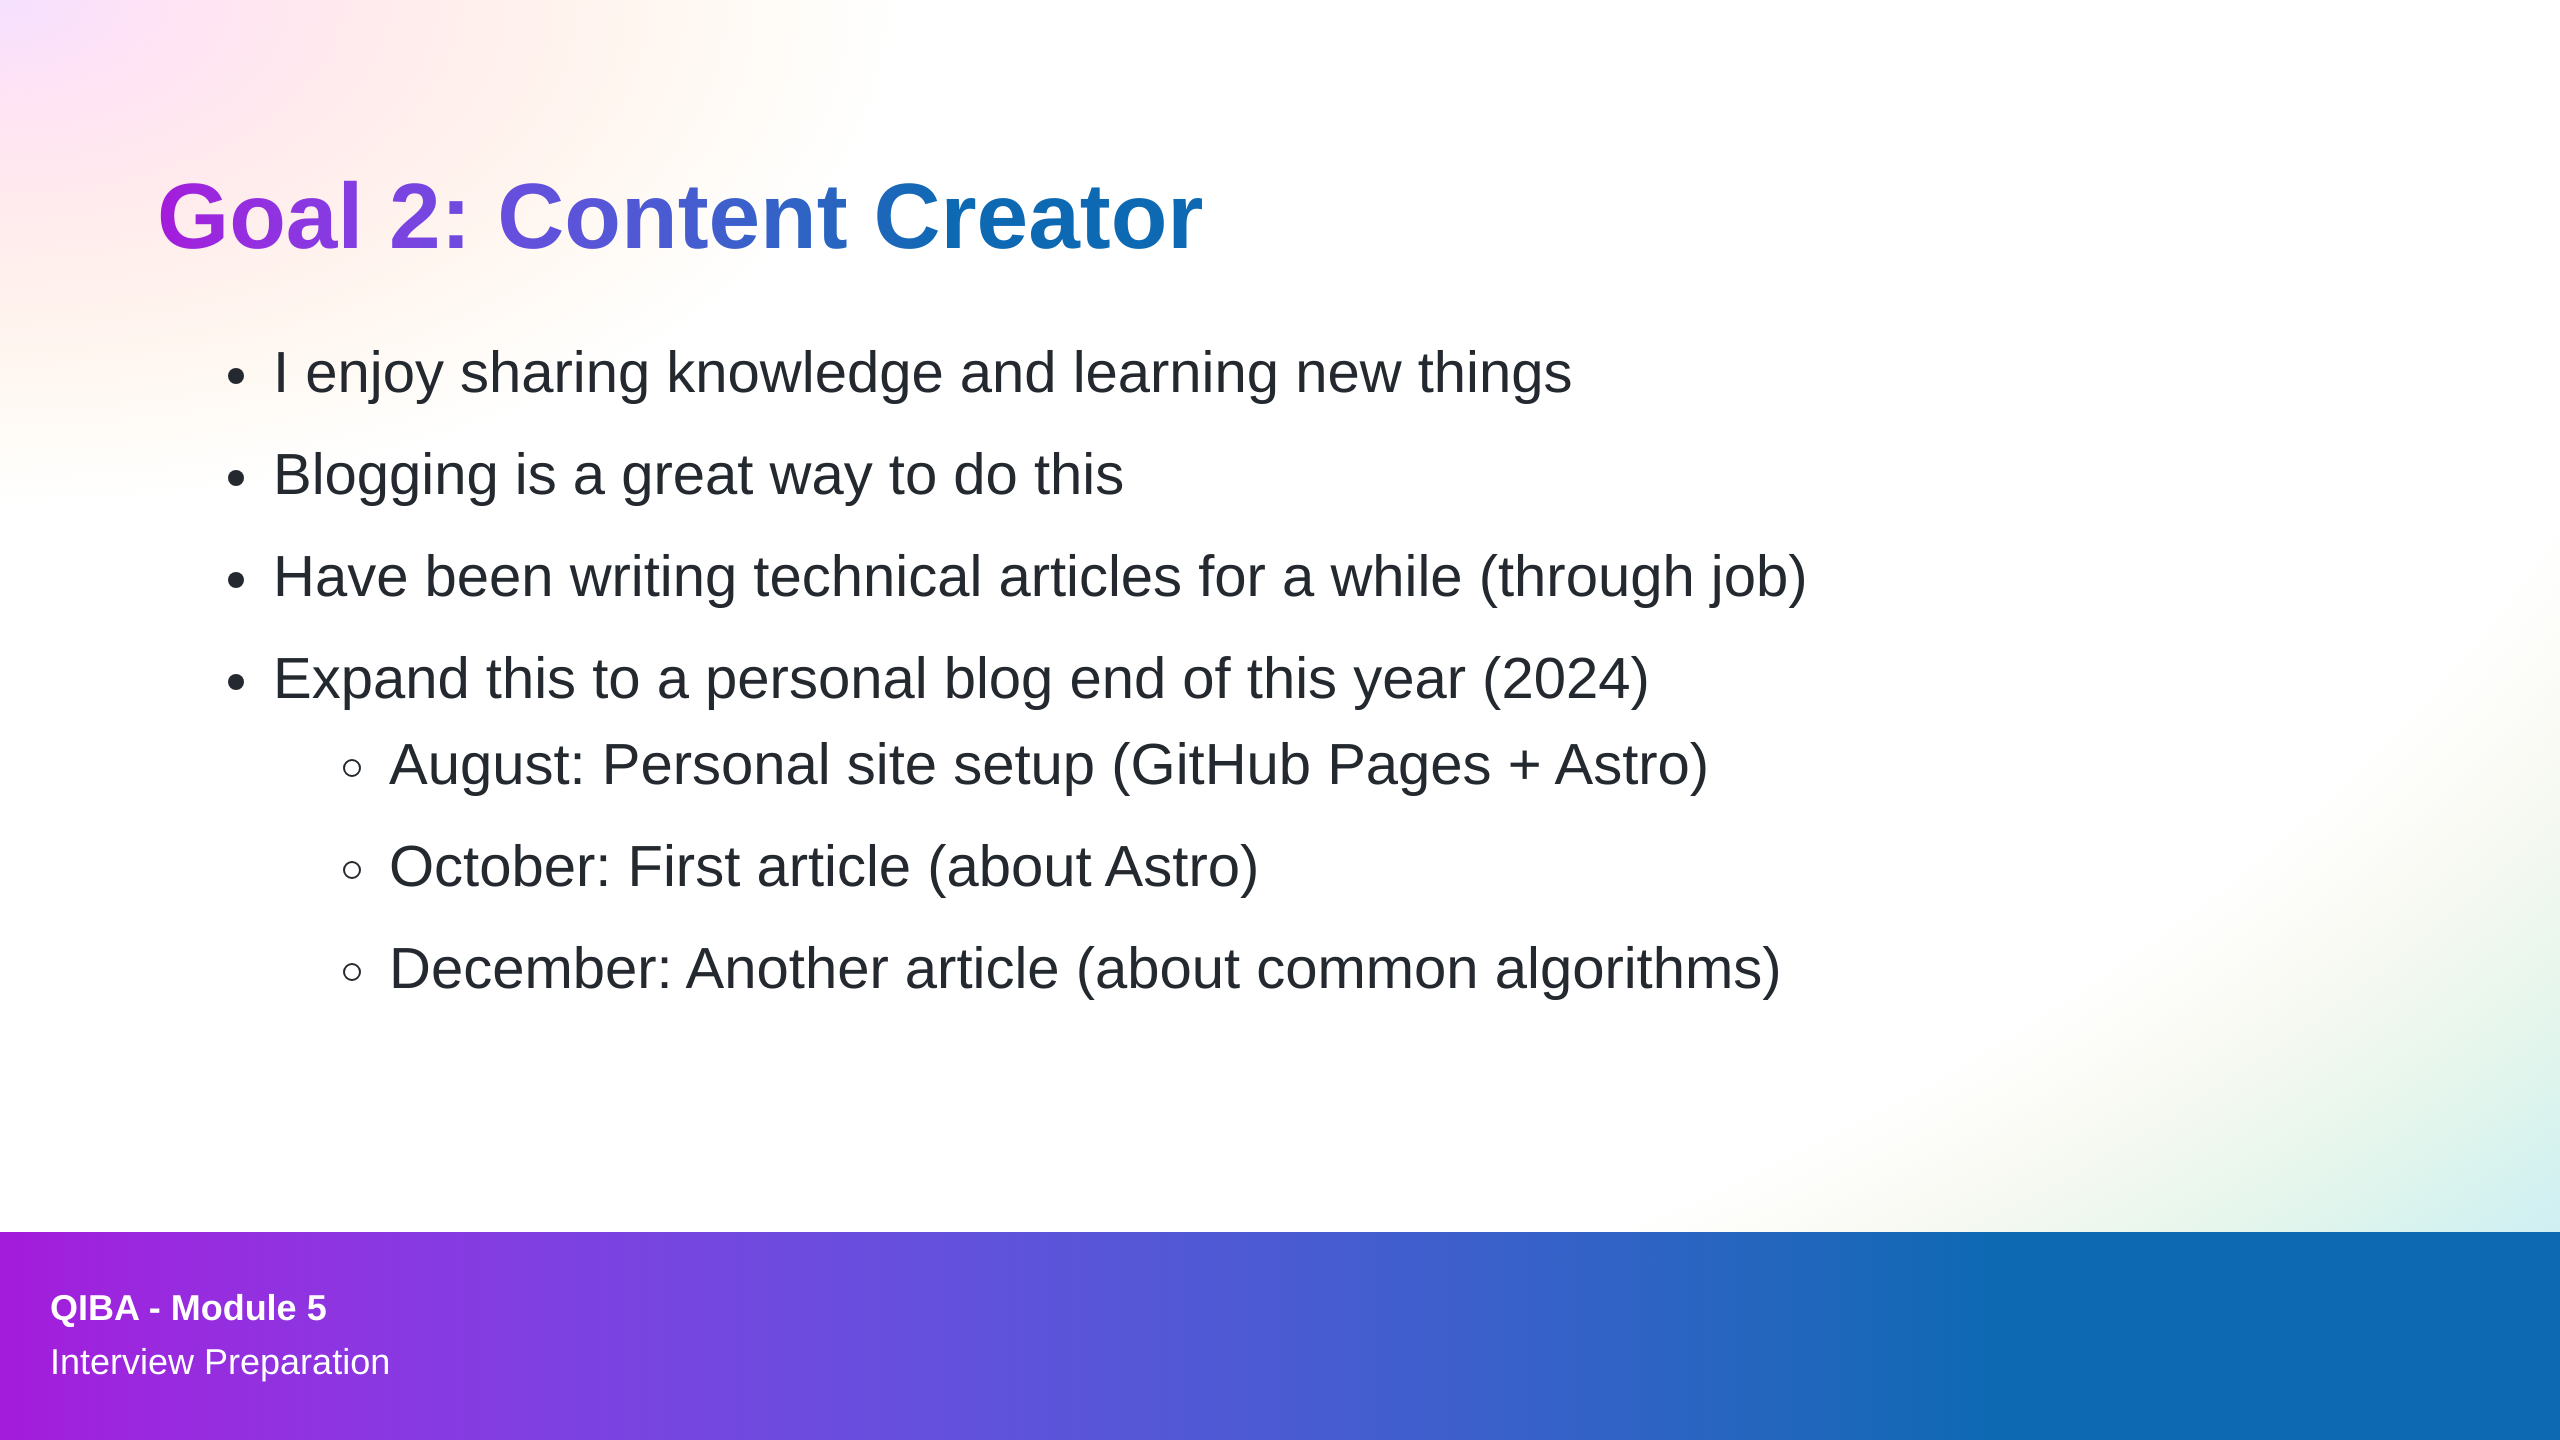 Goal 2: Content Creator
• I enjoy sharing knowledge and learning new things
• Blogging is a great way to do this
• Have been writing technical articles for a while (through job)
• Expand this to a personal blog end of this year (2024)
◦ August: Personal site setup (GitHub Pages + Astro)
◦ October: First article (about Astro)
◦ December: Another article (about common algorithms)
QIBA - Module 5
Interview Preparation